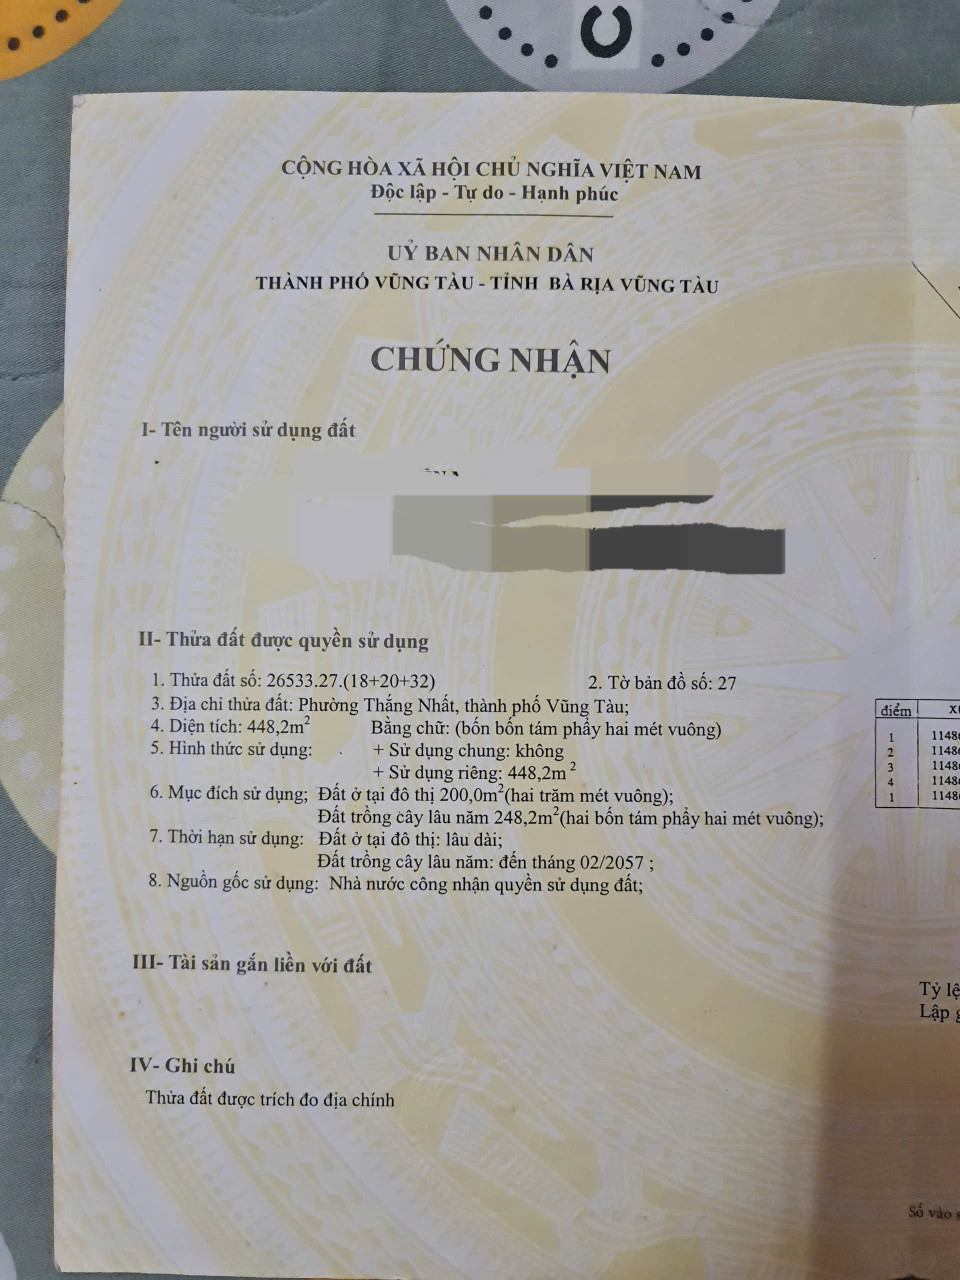 CỘNG HÒA XÃ HỘI CHỦ NGHĨA VIỆT NAM
Độc lập - Tự do - Hạnh phúc
UỶ BAN NHÂN DÂN
THÀNH PHỐ VŨNG TÀU - TỈNH BÀ RỊA VŨNG TÀU
CHỨNG NHẬN
I- Tên người sử dụng đất
II- Thửa đất được quyền sử dụng
1. Thửa đất số: 26533.27.(18+20+32) 2. Tờ bản đồ số: 27
3. Địa chỉ thửa đất: Phường Thắng Nhất, thành phố Vũng Tàu;
4. Diện tích: 448,2m2 Bằng chữ: (bốn bốn tám phẩy hai mét vuông)
5. Hình thức sử dụng: + Sử dụng chung: không
+ Sử dụng riêng: 448,2m2
6. Mục đích sử dụng; Đất ở tại đô thị 200,0m2(hai trăm mét vuông);
Đất trồng cây lâu năm 248,2m2(hai bốn tám phẩy hai mét vuông);
7. Thời hạn sử dụng: Đất ở tại đô thị: lâu dài;
Đất trồng cây lâu năm: đến tháng 02/2057 ;
8. Nguồn gốc sử dụng: Nhà nước công nhận quyền sử dụng đất;
III- Tài sản gắn liền với đất
IV- Ghi chú
Thửa đất được trích đo địa chính
điểm X
1 1148
2 1148
3 1148
4 1148
1 1148
Tỷ lệ
Lập
Số vào